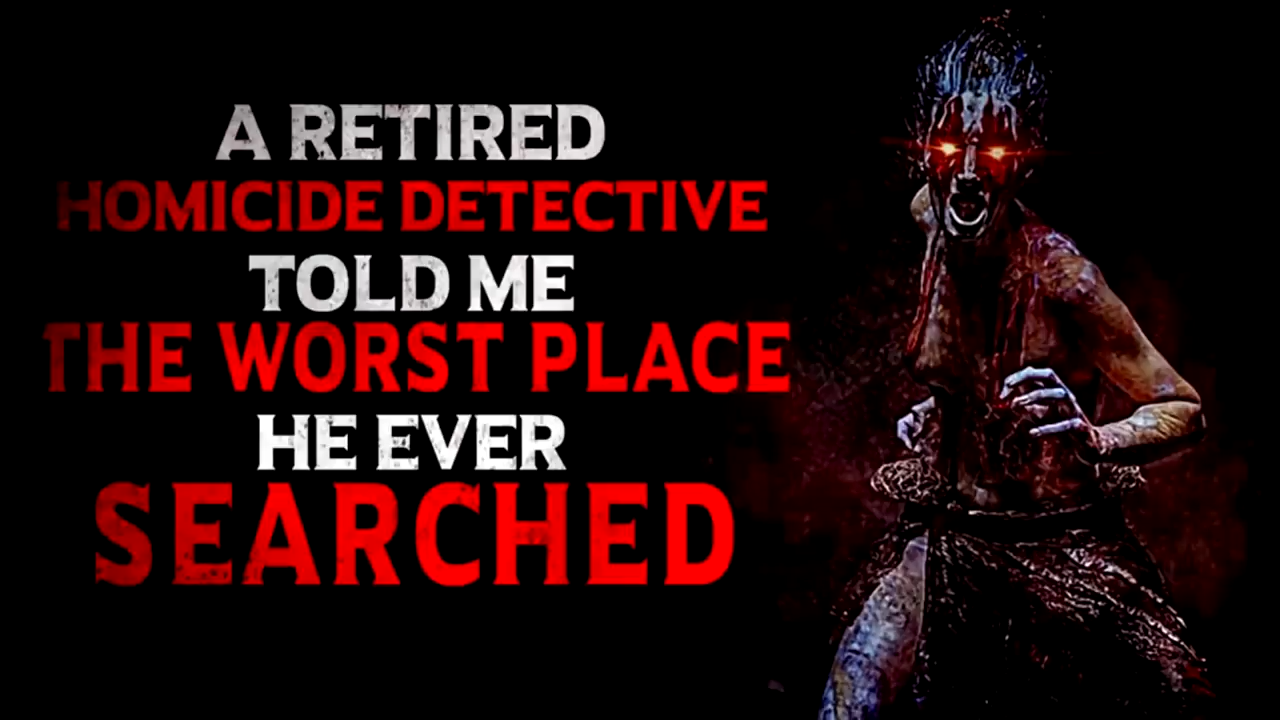 A RETIRED
HOMICIDE DETECTIVE
TOLD ME
THE WORST PLACE
HE EVER
SEARCHED